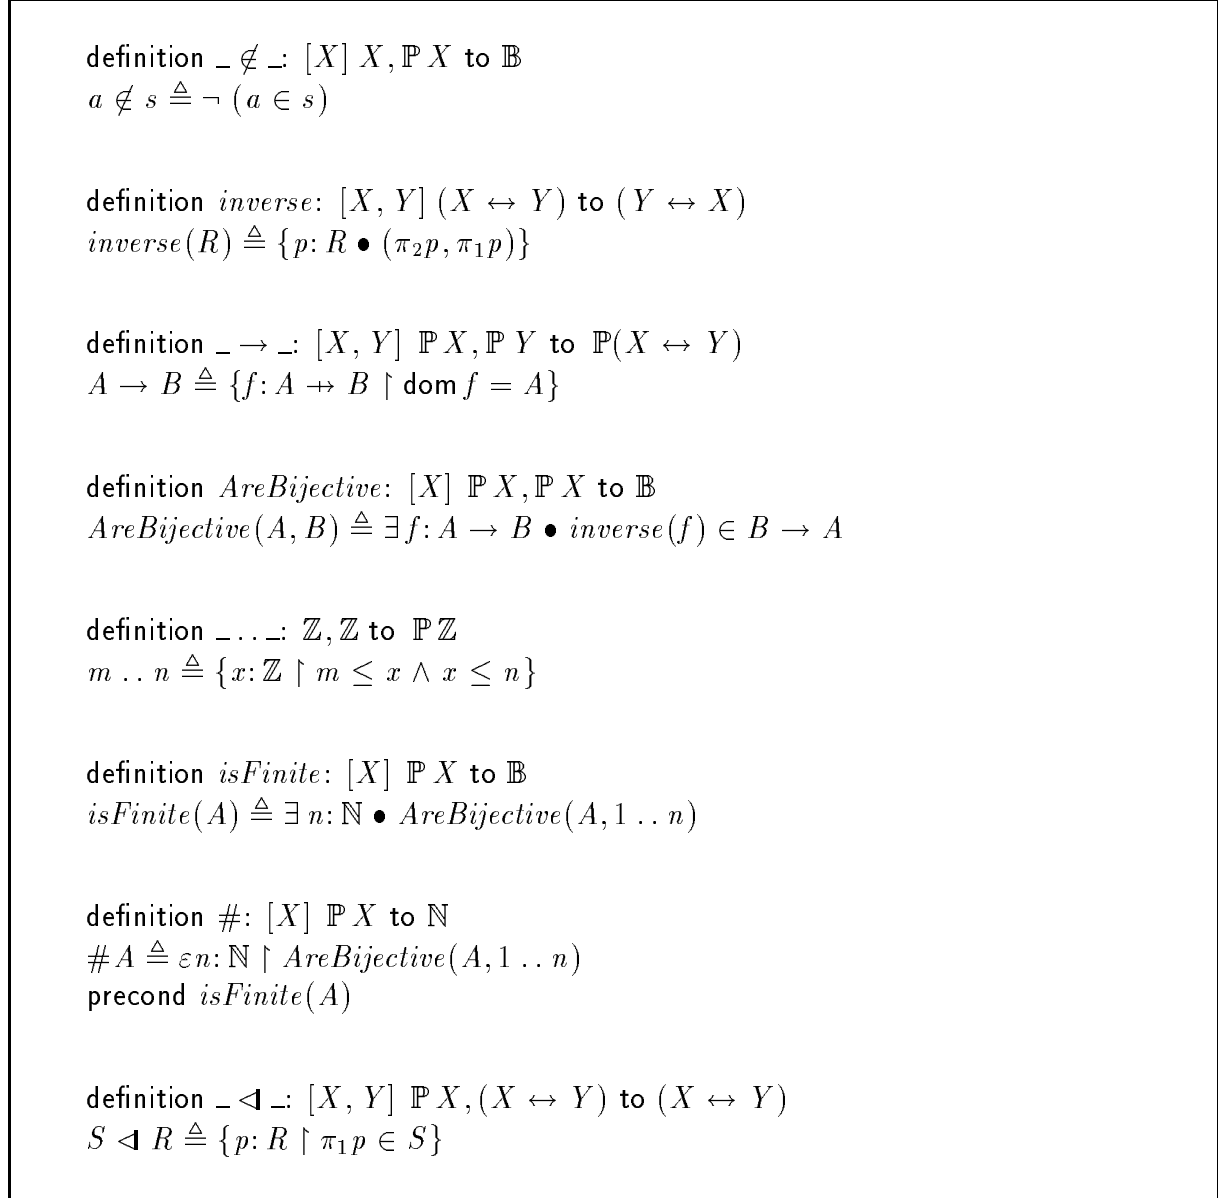 definition _ ∉ _: [X] X, ℙ X to 𝔹
a ∉ s ≜ ¬ (a ∈ s)
definition inverse: [X, Y] (X ↔ Y) to (Y ↔ X)
inverse(R) ≜ {p: R • (π₂p, π₁p)}
definition _ → _: [X, Y] ℙ X, ℙ Y to ℙ(X ↔ Y)
A → B ≜ {f: A ⇸ B ↾ dom f = A}
definition AreBijective: [X] ℙ X, ℙ X to 𝔹
AreBijective(A, B) ≜ ∃ f: A → B • inverse(f) ∈ B → A
definition _ . . _: ℤ, ℤ to ℙ ℤ
m . . n ≜ {x: ℤ ↾ m ≤ x ∧ x ≤ n}
definition isFinite: [X] ℙ X to 𝔹
isFinite(A) ≜ ∃ n: ℕ • AreBijective(A, 1 . . n)
definition #: [X] ℙ X to ℕ
#A ≜ εn: ℕ ↾ AreBijective(A, 1 . . n)
precond isFinite(A)
definition _ ⩤ _: [X, Y] ℙ X, (X ↔ Y) to (X ↔ Y)
S ⩤ R ≜ {p: R ↾ π₁p ∈ S}